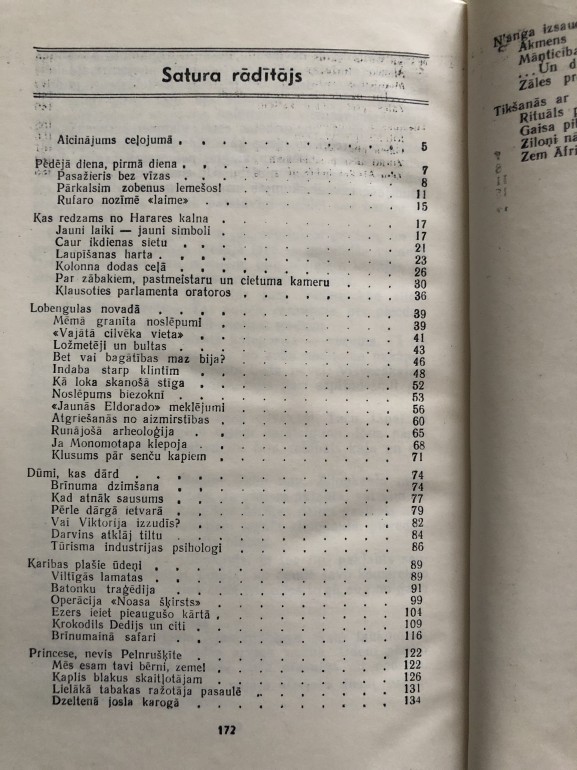 Satura rādītājs
Aicinājums ceļojumā . . . . . . . . . 5
Pēdējā diena, pirmā diena . . . . . . . . 7
Pasažieris bez vīzas . . . . . . . . 8
Pārkalsim zobenus lemešos! . . . . . . . 11
Rufaro nozīmē «laime» . . . . . . . 15
Kas redzams no Harares kalna . . . . . . . 17
Jauni laiki — jauni simboli . . . . . . . 17
Caur ikdienas sietu . . . . . . . . 21
Laupīšanas harta . . . . . . . . . 23
Kolonna dodas ceļā . . . . . . . . 26
Par zābakiem, pastmeistaru un cietuma kameru . . . . 30
Klausoties parlamenta oratoros . . . . . . 36
Lobengulas novadā . . . . . . . . . 39
Mēmā granīta noslēpumi . . . . . . . 39
«Vajātā cilvēka vieta» . . . . . . . . 41
Ložmetēji un bultas . . . . . . . . 43
Bet vai bagātības maz bija? . . . . . . . 46
Indaba starp klintīm . . . . . . . . 48
Kā loka skanošā stīga . . . . . . . . 52
Noslēpums biezoknī . . . . . . . . 53
«Jaunās Eldorado» meklējumi . . . . . . . 56
Atgriešanās no aizmirstības . . . . . . . 60
Runājošā arheoloģija . . . . . . . . 65
Ja Monomotapa klepoja . . . . . . . . 68
Klusums pār senču kapiem . . . . . . . 71
Dūmi, kas dārd . . . . . . . . . . 74
Brīnuma dzimšana . . . . . . . . . 74
Kad atnāk sausums . . . . . . . . 77
Pērle dārgā ietvarā . . . . . . . . 79
Vai Viktorija izzudīs? . . . . . . . . 82
Darvins atklāj tiltu . . . . . . . . 84
Tūrisma industrijas psihologi . . . . . . . 86
Karibas plašie ūdeņi . . . . . . . . . 89
Viltīgās lamatas . . . . . . . . . 89
Batonku traģēdija . . . . . . . . 91
Operācija «Noasa šķirsts» . . . . . . . 99
Ezers ieiet pieaugušo kārtā . . . . . . . 104
Krokodils Dedijs un citi . . . . . . . 109
Brīnumainā safari . . . . . . . . . 116
Princese, nevis Pelnrušķīte . . . . . . . 122
Mēs esam tavi bērni, zeme! . . . . . . . 122
Kaplis blakus skaitļotājam . . . . . . . 126
Lielākā tabakas ražotāja pasaulē . . . . . . 131
Dzeltenā josla karogā . . . . . . . . 134
172
Akmens
Mānticība
...Un d
Zāles pr
Tikšanās ar
Rituāls p
Gaisa pil
Ziloņi nā
Zem Āfri